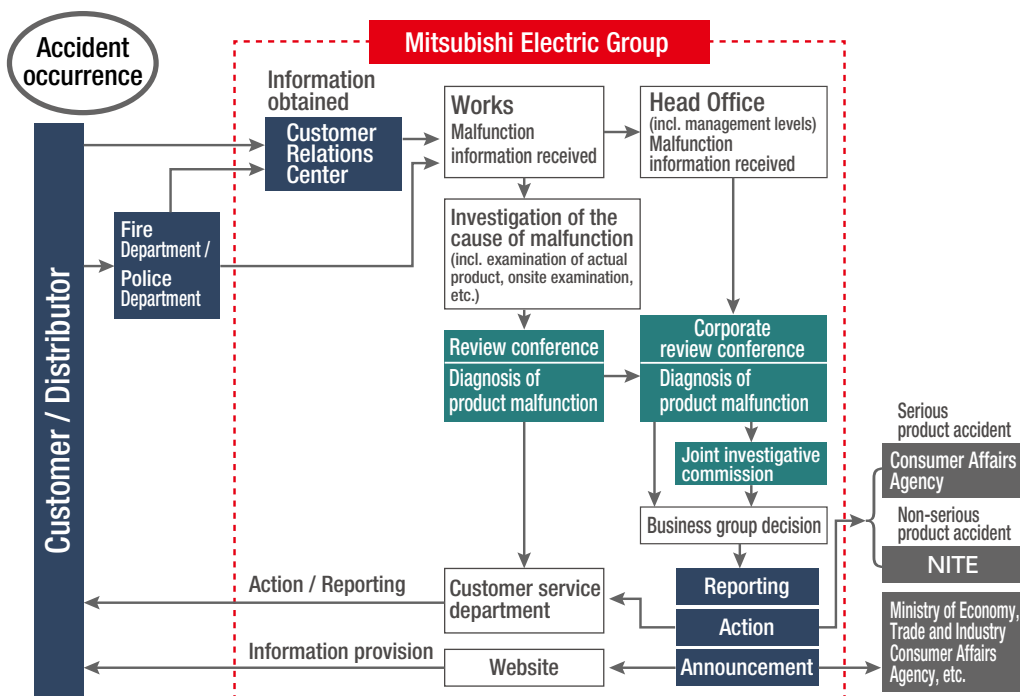 Accident
occurrence
Mitsubishi Electric Group
Information
obtained
Customer
Relations
Center
Works
Malfunction
information received
Head Office
(incl. management levels)
Malfunction
information received
Customer / Distributor
Fire
Department /
Police
Department
Investigation of the
cause of malfunction
(incl. examination of actual
product, onsite examination,
etc.)
Review conference
Diagnosis of
product malfunction
Corporate
review conference
Diagnosis of
product malfunction
Joint investigative
commission
Business group decision
Serious
product accident
Consumer Affairs
Agency
Non-serious
product accident
NITE
Action / Reporting
Customer service
department
Reporting
Action
Announcement
Information provision
Website
Ministry of Economy,
Trade and Industry
Consumer Affairs
Agency, etc.